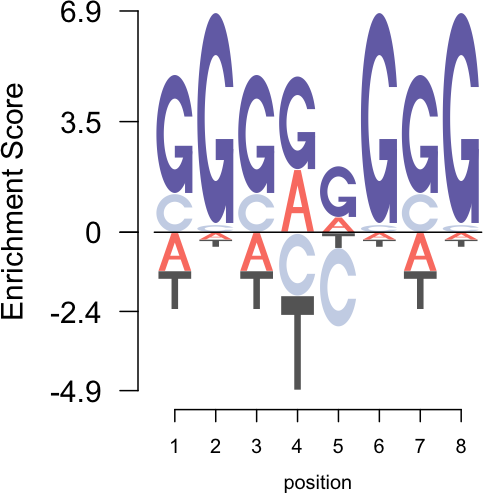 6.9
3.5
0
-2.4
-4.9
Enrichment Score
G G G G G G G G
C C A A C
A A C T A
T T T C T
1 2 3 4 5 6 7 8
position